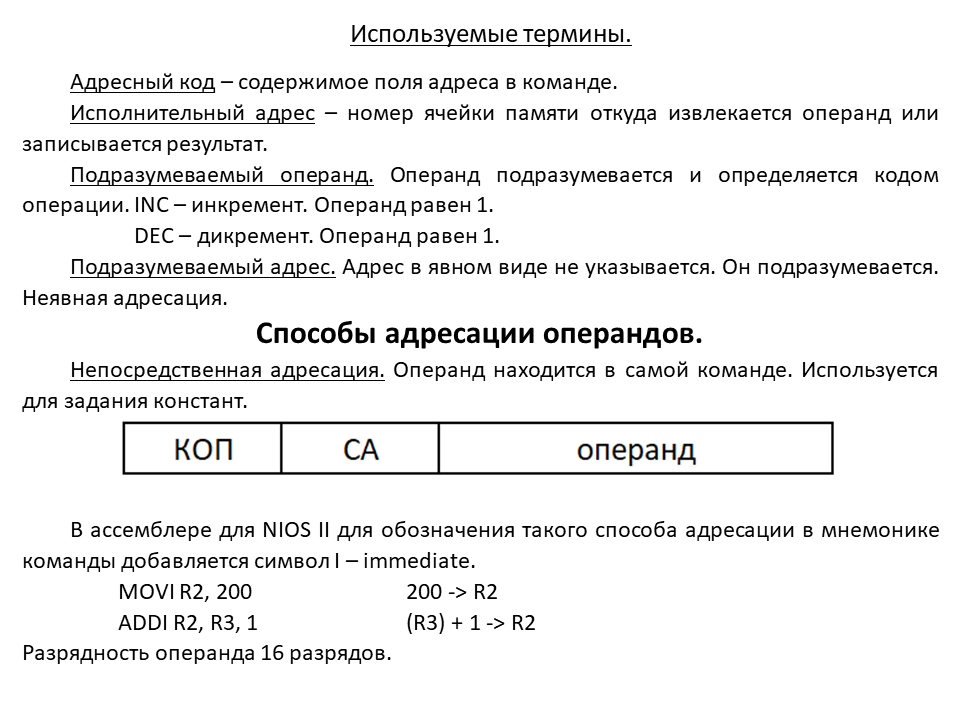 Используемые термины.
Адресный код – содержимое поля адреса в команде.
Исполнительный адрес – номер ячейки памяти откуда извлекается операнд или
записывается результат.
Подразумеваемый операнд. Операнд подразумевается и определяется кодом
операции. INC – инкремент. Операнд равен 1.
DEC – дикремент. Операнд равен 1.
Подразумеваемый адрес. Адрес в явном виде не указывается. Он подразумевается.
Неявная адресация.
Способы адресации операндов.
Непосредственная адресация. Операнд находится в самой команде. Используется
для задания констант.
КОП СА операнд
В ассемблере для NIOS II для обозначения такого способа адресации в мнемонике
команды добавляется символ I – immediate.
MOVI R2, 200 200 -> R2
ADDI R2, R3, 1 (R3) + 1 -> R2
Разрядность операнда 16 разрядов.